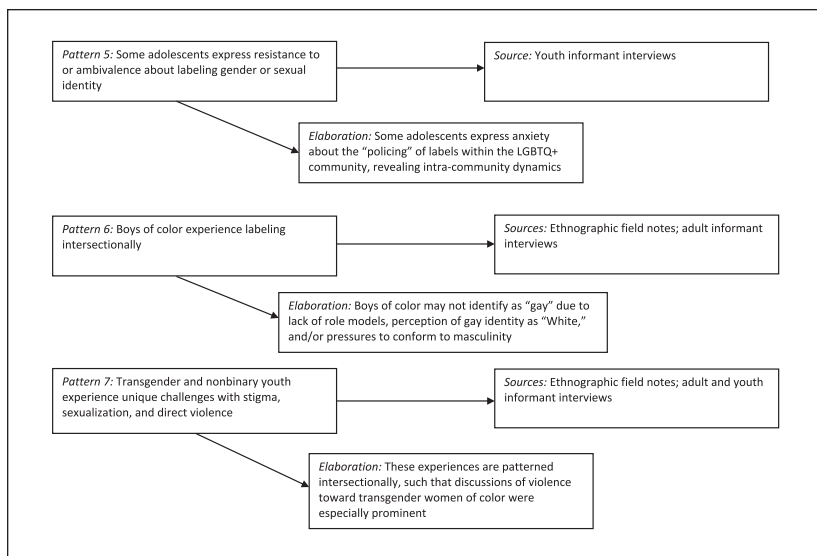 Pattern 5: Some adolescents express resistance to
or ambivalence about labeling gender or sexual
identity
Source: Youth informant interviews
Elaboration: Some adolescents express anxiety
about the “policing” of labels within the LGBTQ+
community, revealing intra-community dynamics
Pattern 6: Boys of color experience labeling
intersectionally
Sources: Ethnographic field notes; adult informant
interviews
Elaboration: Boys of color may not identify as “gay” due to
lack of role models, perception of gay identity as “White,”
and/or pressures to conform to masculinity
Pattern 7: Transgender and nonbinary youth
experience unique challenges with stigma,
sexualization, and direct violence
Sources: Ethnographic field notes; adult and youth
informant interviews
Elaboration: These experiences are patterned
intersectionally, such that discussions of violence
toward transgender women of color were
especially prominent